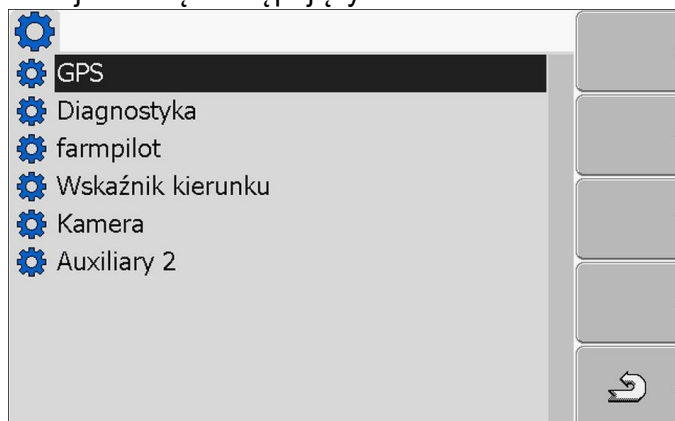 GPS
Diagnostyka
farmpilot
Wskaźnik kierunku
Kamera
Auxiliary 2